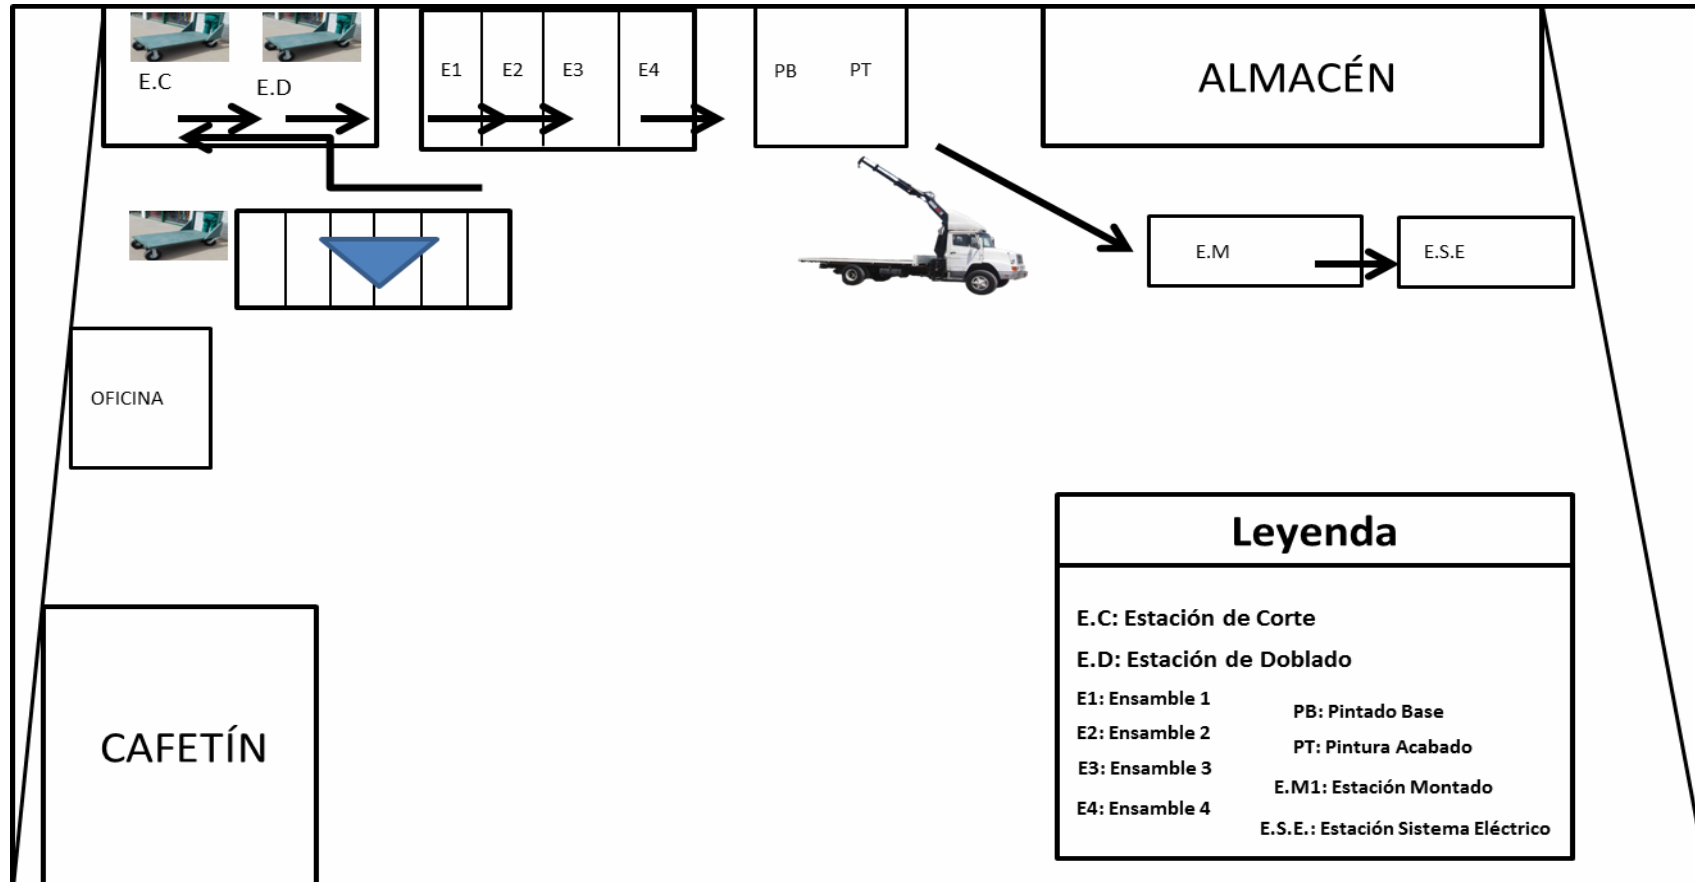 E.C
E.D
E1
E2
E3
E4
PB
PT
ALMACÉN
E.M
E.S.E
OFICINA
CAFETÍN
Leyenda
E.C: Estación de Corte
E.D: Estación de Doblado
E1: Ensamble 1
E2: Ensamble 2
E3: Ensamble 3
E4: Ensamble 4
PB: Pintado Base
PT: Pintura Acabado
E.M1: Estación Montado
E.S.E.: Estación Sistema Eléctrico